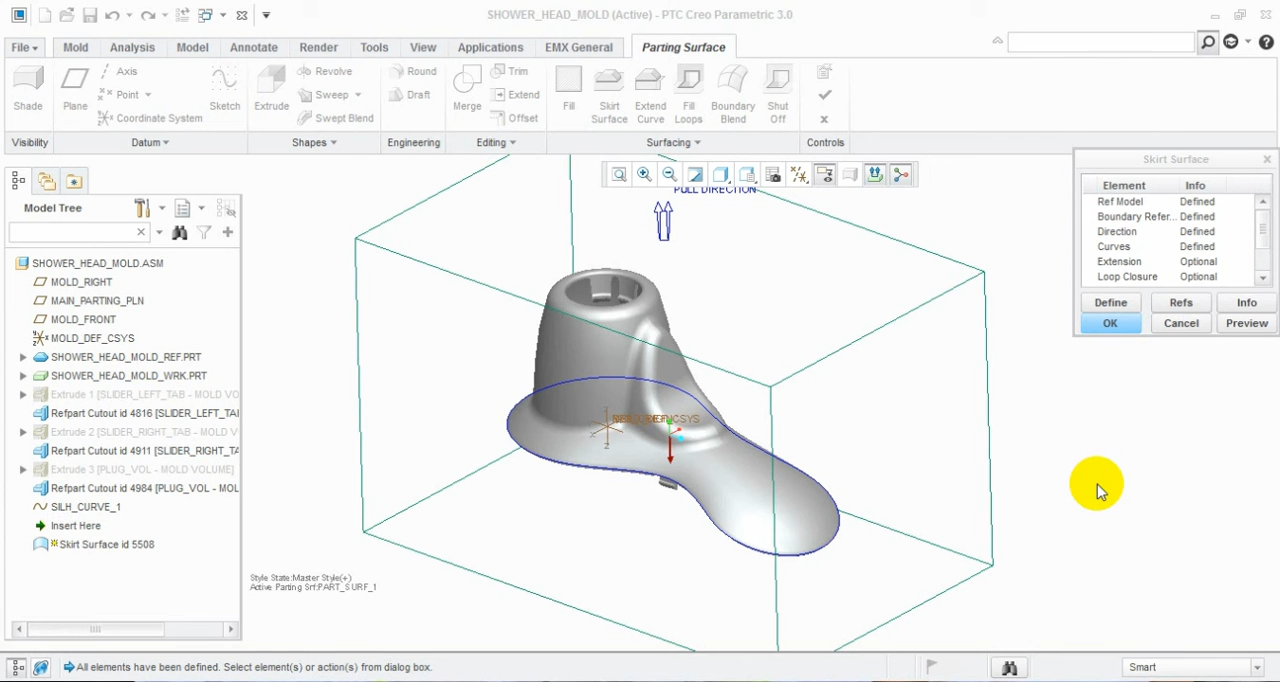 SHOWER_HEAD_MOLD (Active) - PTC Creo Parametric 3.0
File
Mold
Analysis
Model
Annotate
Render
Tools
View
Applications
EMX General
Parting Surface
Shade
Plane
Axis
Point
Coordinate System
Sketch
Extrude
Revolve
Sweep
Swept Blend
Round
Draft
Merge
Trim
Extend
Offset
Fill
Skirt Surface
Extend Curve
Fill Loops
Boundary Blend
Shut Off
Visibility
Datum
Shapes
Engineering
Editing
Surfacing
Controls
Model Tree
SHOWER_HEAD_MOLD.ASM
MOLD_RIGHT
MAIN_PARTING_PLN
MOLD_FRONT
MOLD_DEF_CSYS
SHOWER_HEAD_MOLD_REF.PRT
SHOWER_HEAD_MOLD_WRK.PRT
Extrude 1 [SLIDER_LEFT_TAB - MOLD VO
Refpart Cutout id 4816 [SLIDER_LEFT_TA
Extrude 2 [SLIDER_RIGHT_TAB - MOLD V
Refpart Cutout id 4911 [SLIDER_RIGHT_TA
Extrude 3 [PLUG_VOL - MOLD VOLUME]
Refpart Cutout id 4984 [PLUG_VOL - MOL
SILH_CURVE_1
Insert Here
Skirt Surface id 5508
PULL DIRECTION
Style State:Master Style(+)
Active Parting Srf:PART_SURF_1
Skirt Surface
Element Info
Ref Model Defined
Boundary Refer... Defined
Direction Defined
Curves Defined
Extension Optional
Loop Closure Optional
Define Refs Info
OK Cancel Preview
All elements have been defined. Select element(s) or action(s) from dialog box.
Smart